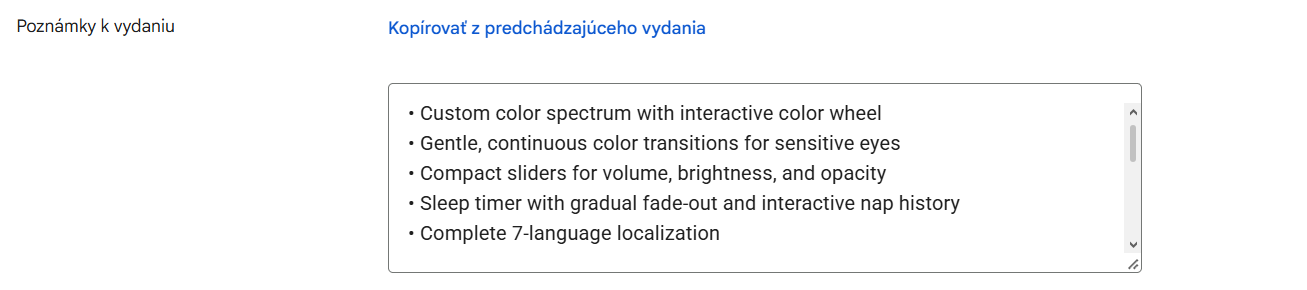 Poznámky k vydaniu
Kopírovať z predchádzajúceho vydania
• Custom color spectrum with interactive color wheel
• Gentle, continuous color transitions for sensitive eyes
• Compact sliders for volume, brightness, and opacity
• Sleep timer with gradual fade-out and interactive nap history
• Complete 7-language localization